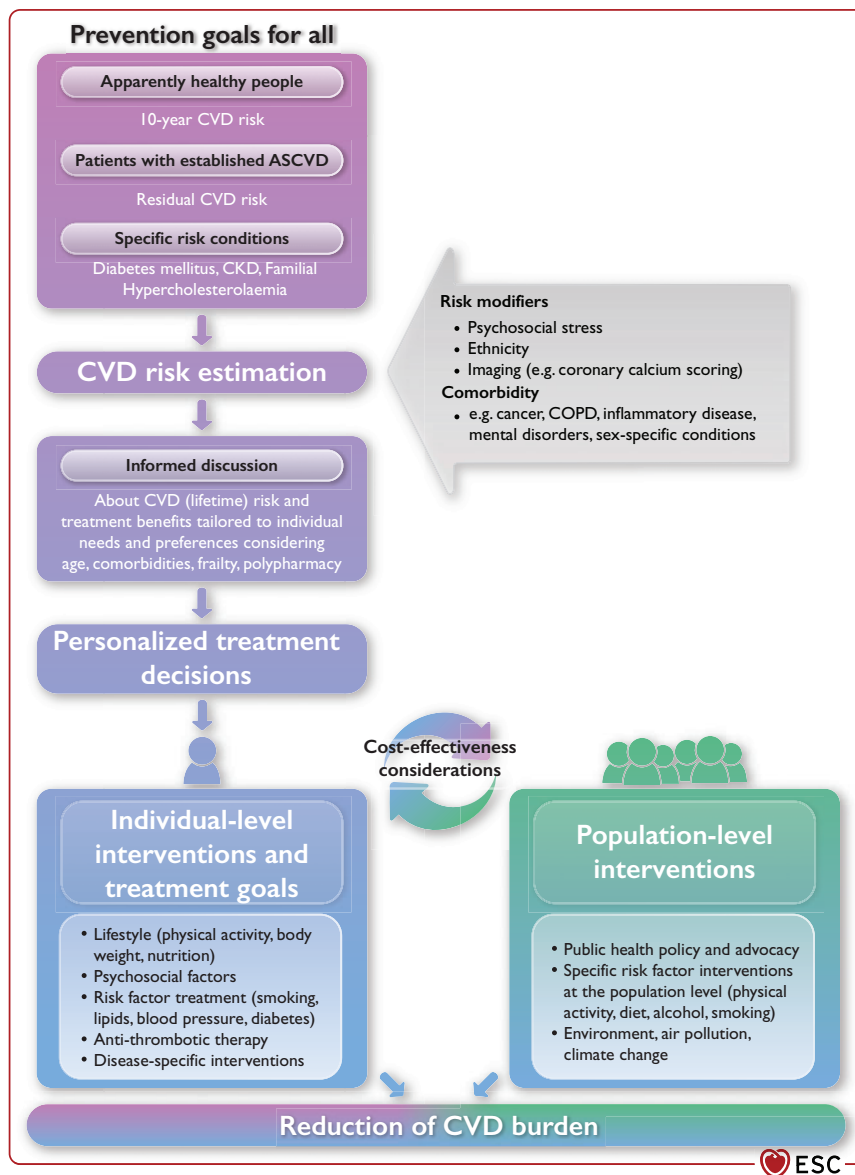 Prevention goals for all
Apparently healthy people
10-year CVD risk
Patients with established ASCVD
Residual CVD risk
Specific risk conditions
Diabetes mellitus, CKD, Familial
Hypercholesterolaemia
Risk modifiers
• Psychosocial stress
• Ethnicity
• Imaging (e.g. coronary calcium scoring)
Comorbidity
• e.g. cancer, COPD, inflammatory disease,
mental disorders, sex-specific conditions
CVD risk estimation
Informed discussion
About CVD (lifetime) risk and
treatment benefits tailored to individual
needs and preferences considering
age, comorbidities, frailty, polypharmacy
Personalized treatment
decisions
Cost-effectiveness
considerations
Individual-level
interventions and
treatment goals
• Lifestyle (physical activity, body
weight, nutrition)
• Psychosocial factors
• Risk factor treatment (smoking,
lipids, blood pressure, diabetes)
• Anti-thrombotic therapy
• Disease-specific interventions
Population-level
interventions
• Public health policy and advocacy
• Specific risk factor interventions
at the population level (physical
activity, diet, alcohol, smoking)
• Environment, air pollution,
climate change
Reduction of CVD burden
ESC